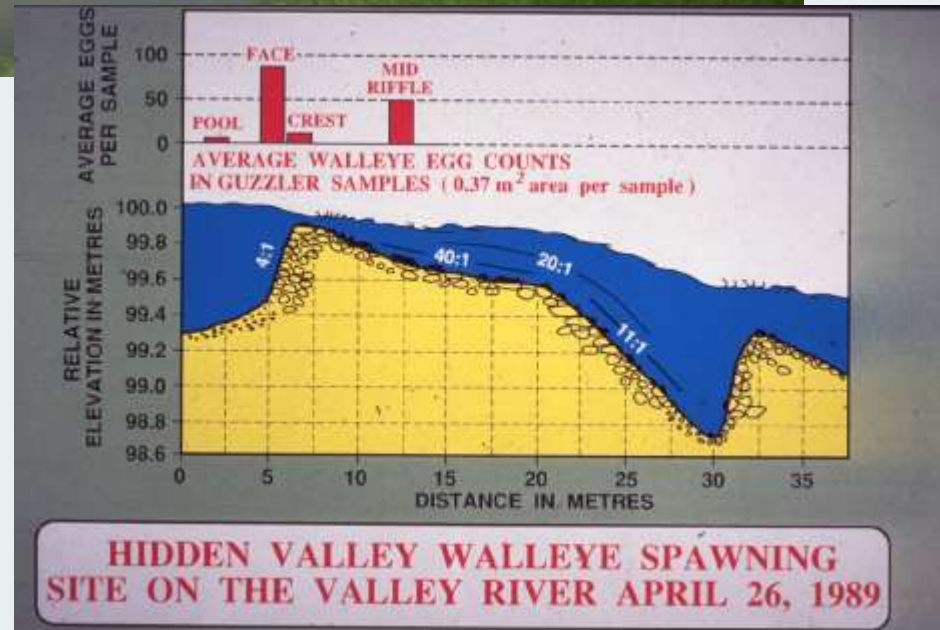 AVERAGE EGGS
PER SAMPLE
100
50
0
FACE
MID
RIFFLE
POOL
CREST
AVERAGE WALLEYE EGG COUNTS
IN GUZZLER SAMPLES (0.37 m² area per sample)
RELATIVE
ELEVATION IN METRES
100.0
99.8
99.6
99.4
99.2
99.0
98.8
98.6
4:1
40:1
20:1
11:1
0 5 10 15 20 25 30 35
DISTANCE IN METRES
HIDDEN VALLEY WALLEYE SPAWNING
SITE ON THE VALLEY RIVER APRIL 26, 1989